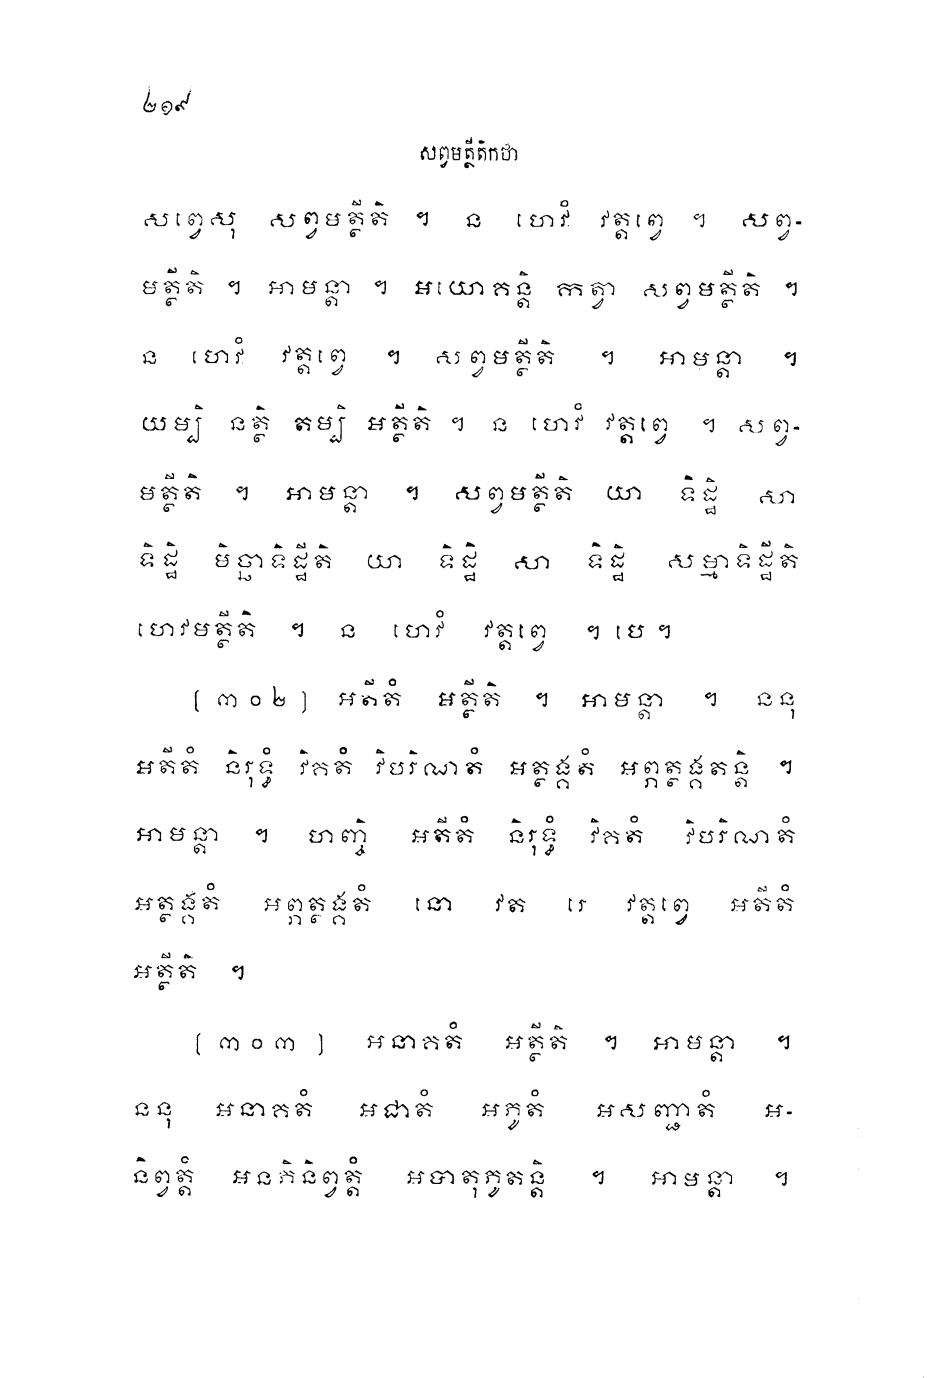 ២១៩
សព្វមត្ថីតិកថា
សព្វេសុ សព្វមត្ថីតិ ។ ន ហេវំ វត្តព្វេ ។ សព្វ-
មត្ថីតិ ។ អាមន្តា ។ អយោគន្តិ កត្វា សព្វមត្ថីតិ ។
ន ហេវំ វត្តព្វេ ។ សព្វមត្ថីតិ ។ អាមន្តា ។
យម្បិ នត្ថិ តម្បិ អត្ថីតិ ។ ន ហេវំ វត្តព្វេ ។ សព្វ-
មត្ថីតិ ។ អាមន្តា ។ សព្វមត្ថីតិ យា ទិដ្ឋិ សា
ទិដ្ឋិ មិច្ឆាទិដ្ឋីតិ យា ទិដ្ឋិ សា ទិដ្ឋិ សម្មាទិដ្ឋីតិ
ហេវមត្ថីតិ ។ ន ហេវំ វត្តព្វេ ។ បេ ។
[៣០២] អតីតំ អត្ថីតិ ។ អាមន្តា ។ ននុ
អតីតំ និរុទ្ធំ វិគតំ វិបរិណាតំ អត្ថង្គតំ អព្ភត្ថង្គតន្តិ ។
អាមន្តា ។ ហញ្ចិ អតីតំ និរុទ្ធំ វិគតំ វិបរិណាតំ
អត្ថង្គតំ អព្ភត្ថង្គតំ នោ វត រេ វត្តព្វេ អតីតំ
អត្ថីតិ ។
[៣០៣] អនាគតំ អត្ថីតិ ។ អាមន្តា ។
ននុ អនាគតំ អជាតំ អភូតំ អសញ្ជាតំ អ-
និព្វត្តំ អនភិនិព្វត្តំ អបាតុភូតន្តិ ។ អាមន្តា ។